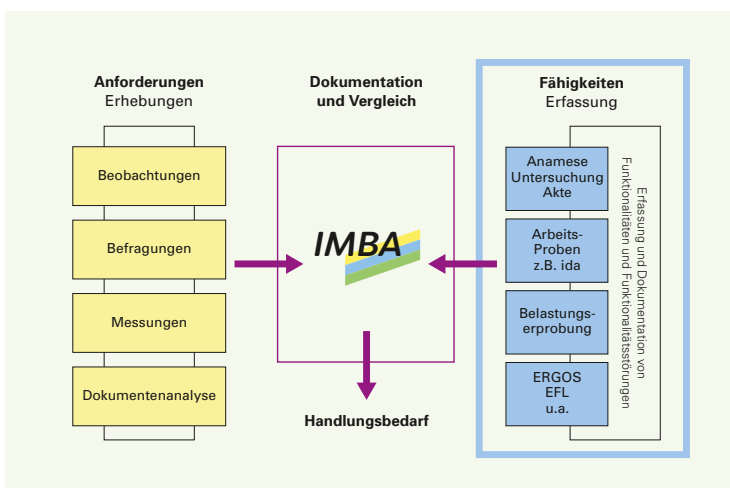 Anforderungen
Erhebungen
Beobachtungen
Befragungen
Messungen
Dokumentenanalyse
Dokumentation
und Vergleich
IMBA
Handlungsbedarf
Fähigkeiten
Erfassung
Anamese
Untersuchung
Akte
Arbeits-
Proben
z.B. ida
Belastungs-
erprobung
ERGOS
EFL
u.a.
Erfassung und Dokumentation von
Funktionalitäten und Funktionalitätsstörungen